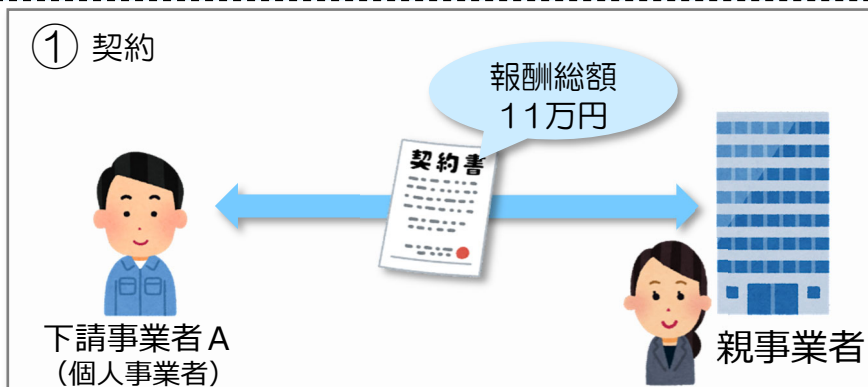 ① 契約
報酬総額
11万円
契約書
下請事業者A
(個人事業者)
親事業者